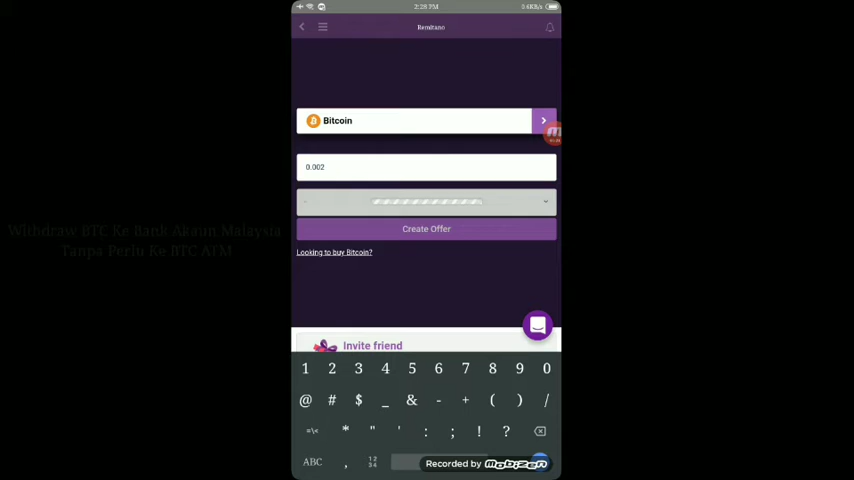 2:29 PM
Remitano
Bitcoin
0.002
Withdraw BTC Ke Bank Akaun Malaysia
Tanpa Perlu Ke BTC ATM
Create Offer
Looking to buy Bitcoin?
Invite friend
1 2 3 4 5 6 7 8 9 0
@ # $ _ & - + ( ) /
=\< * " ' : ; ! ?
ABC , 12 34
Recorded by mobizen